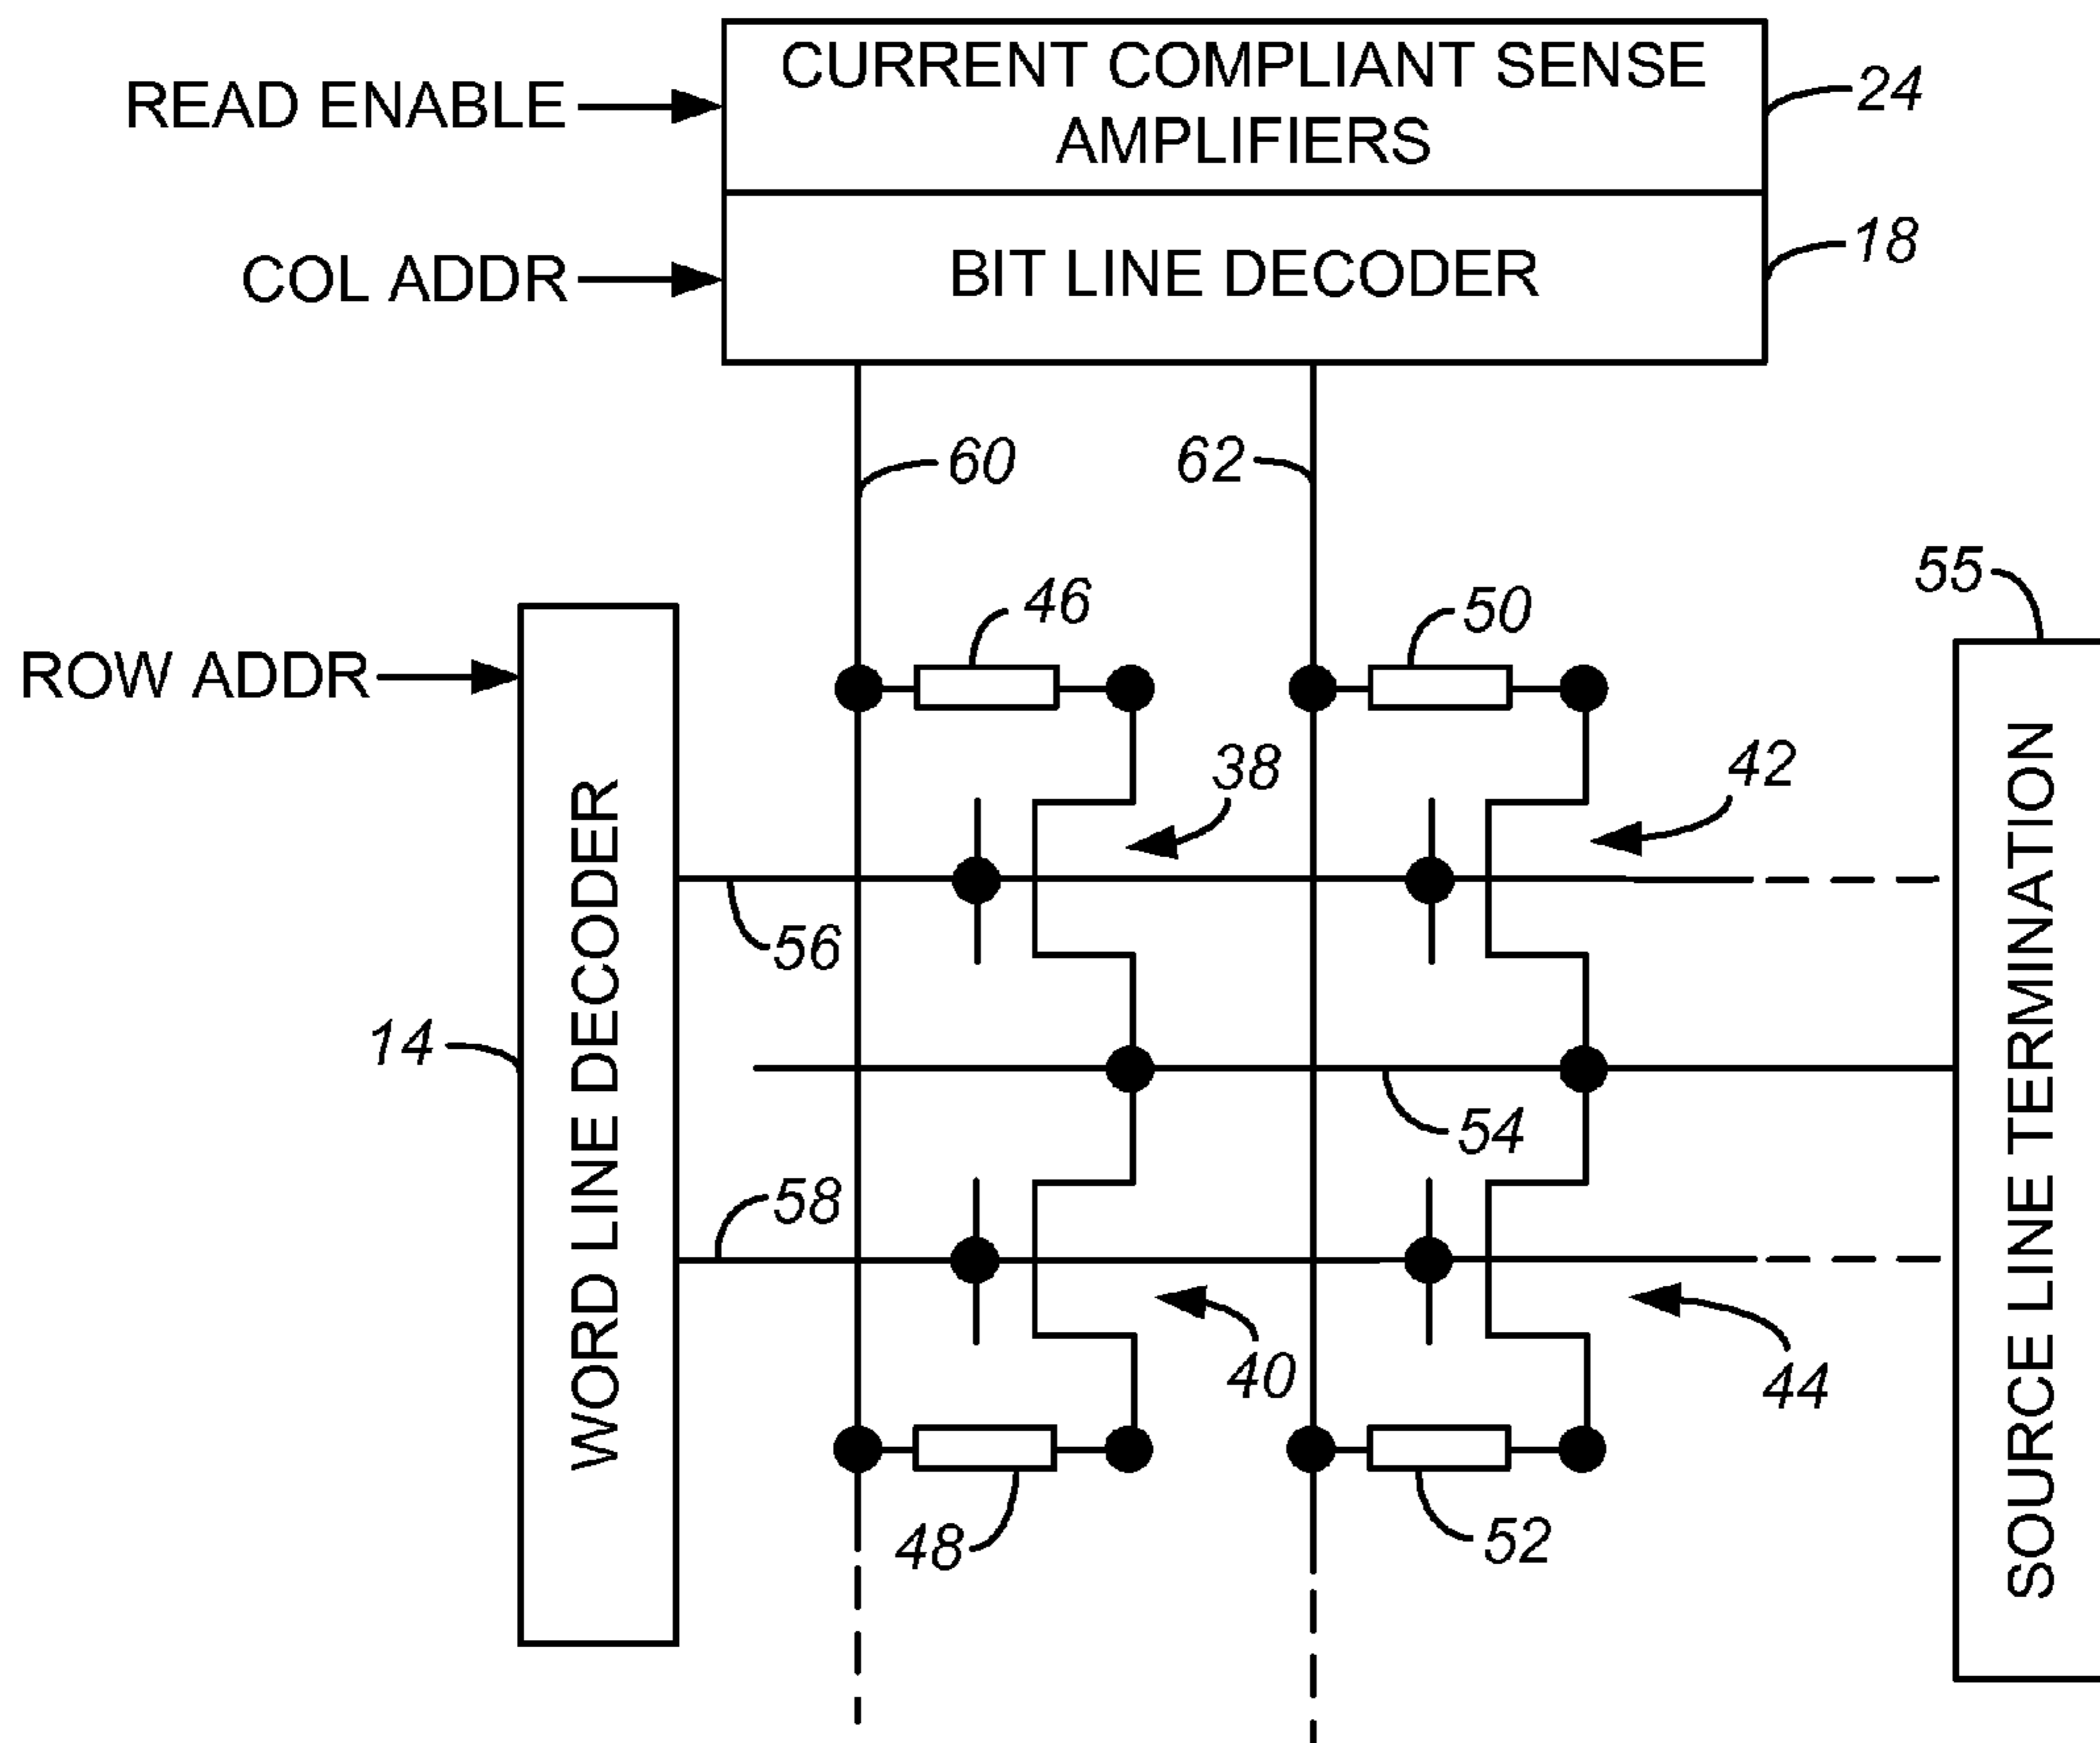 CURRENT COMPLIANT SENSE
AMPLIFIERS
READ ENABLE
24
COL ADDR
BIT LINE DECODER
18
60
62
55
46
50
ROW ADDR
38
42
56
14
WORD LINE DECODER
SOURCE LINE TERMINATION
54
58
40
44
48
52